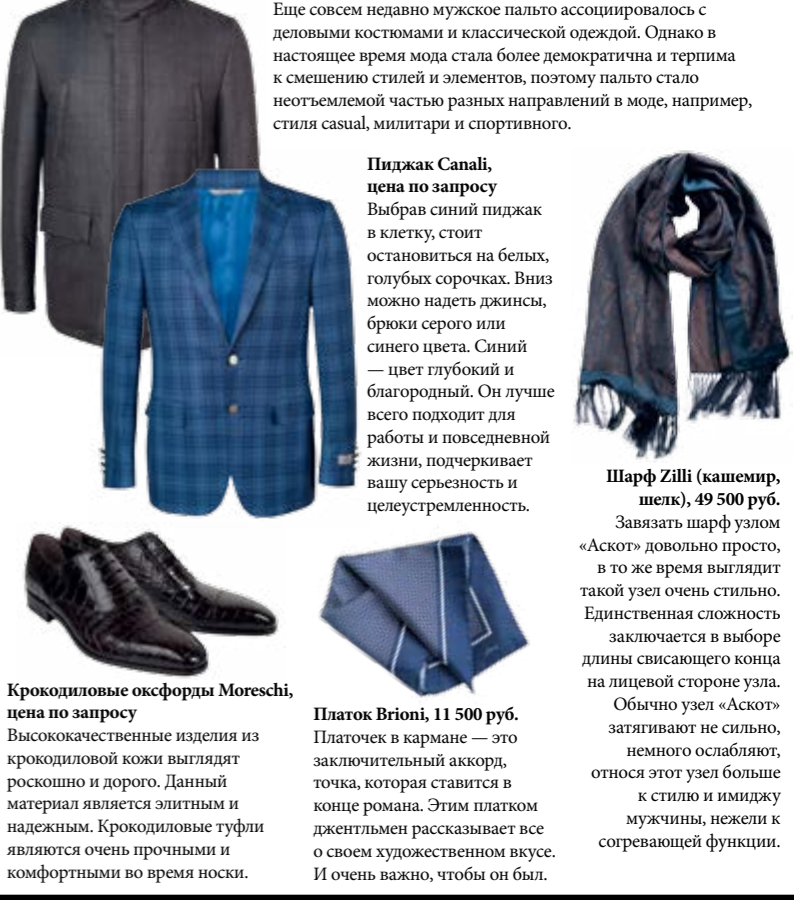 Еще совсем недавно мужское пальто ассоциировалось с
деловыми костюмами и классической одеждой. Однако в
настоящее время мода стала более демократична и терпима
к смешению стилей и элементов, поэтому пальто стало
неотъемлемой частью разных направлений в моде, например,
стиля casual, милитари и спортивного.
Пиджак Canali,
цена по запросу
Выбрав синий пиджак
в клетку, стоит
остановиться на белых,
голубых сорочках. Вниз
можно надеть джинсы,
брюки серого или
синего цвета. Синий
— цвет глубокий и
благородный. Он лучше
всего подходит для
работы и повседневной
жизни, подчеркивает
вашу серьезность и
целеустремленность.
Шарф Zilli (кашемир,
шелк), 49 500 руб.
Завязать шарф узлом
«Аскот» довольно просто,
в то же время выглядит
такой узел очень стильно.
Единственная сложность
заключается в выборе
длины свисающего конца
на лицевой стороне узла.
Обычно узел «Аскот»
затягивают не сильно,
немного ослабляют,
относя этот узел больше
к стилю и имиджу
мужчины, нежели к
согревающей функции.
Крокодиловые оксфорды Moreschi,
цена по запросу
Высококачественные изделия из
крокодиловой кожи выглядят
роскошно и дорого. Данный
материал является элитным и
надежным. Крокодиловые туфли
являются очень прочными и
комфортными во время носки.
Платок Brioni, 11 500 руб.
Платочек в кармане — это
заключительный аккорд,
точка, которая ставится в
конце романа. Этим платком
джентльмен рассказывает все
о своем художественном вкусе.
И очень важно, чтобы он был.